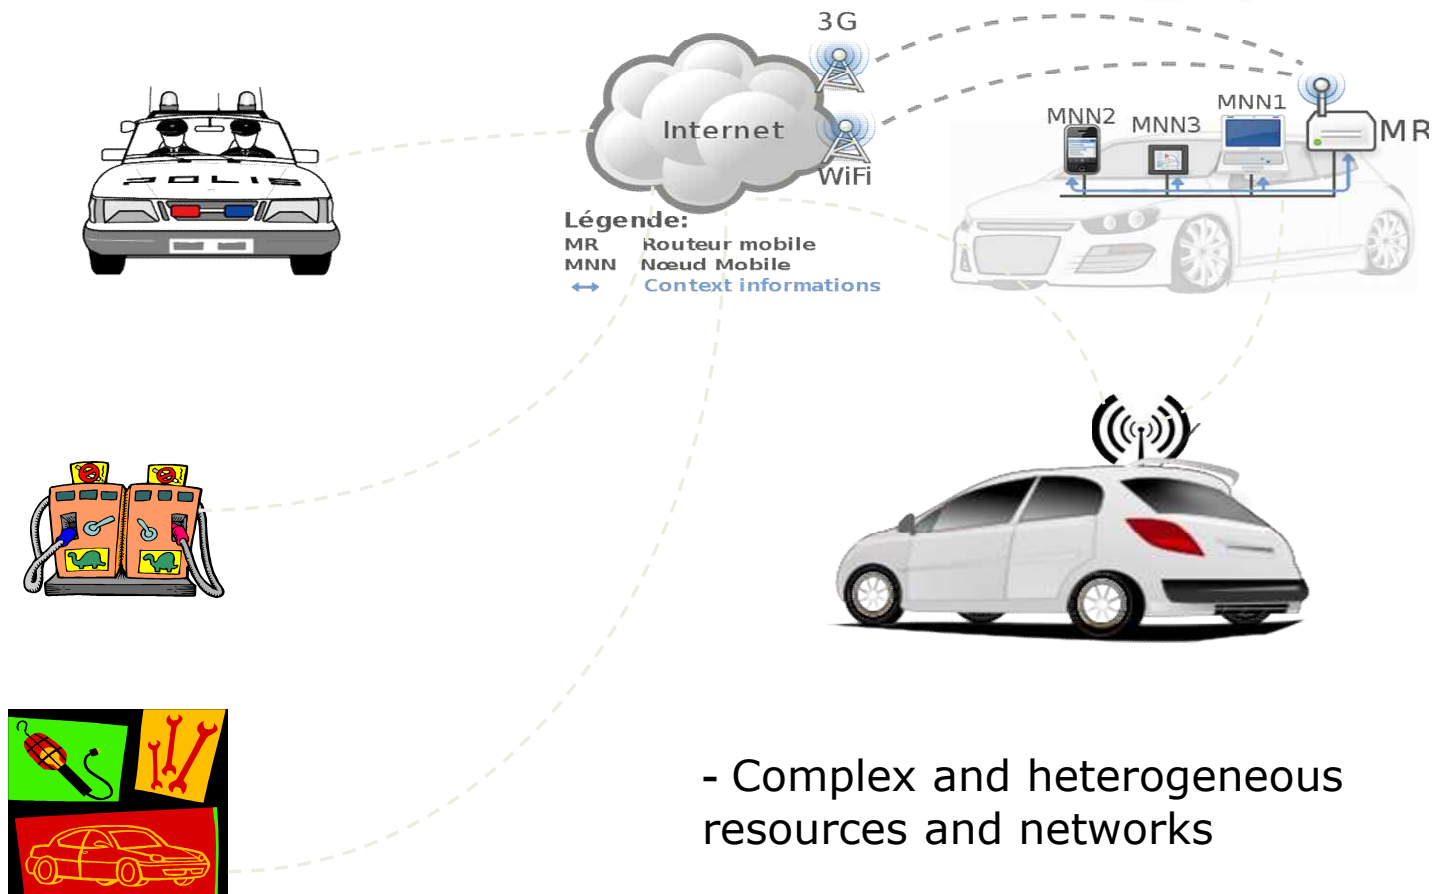 3G
Internet
WiFi
MNN2
MNN3
MNN1
MR
POLIS
Légende:
MR Routeur mobile
MNN Nœud Mobile
Context informations
- Complex and heterogeneous
resources and networks